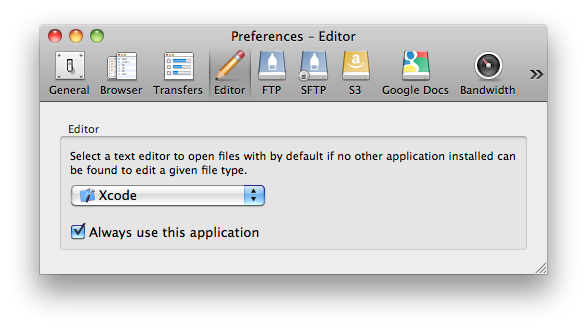 Preferences – Editor
General Browser Transfers Editor FTP SFTP S3 Google Docs Bandwidth »
Editor
Select a text editor to open files with by default if no other application installed can
be found to edit a given file type.
Xcode
Always use this application